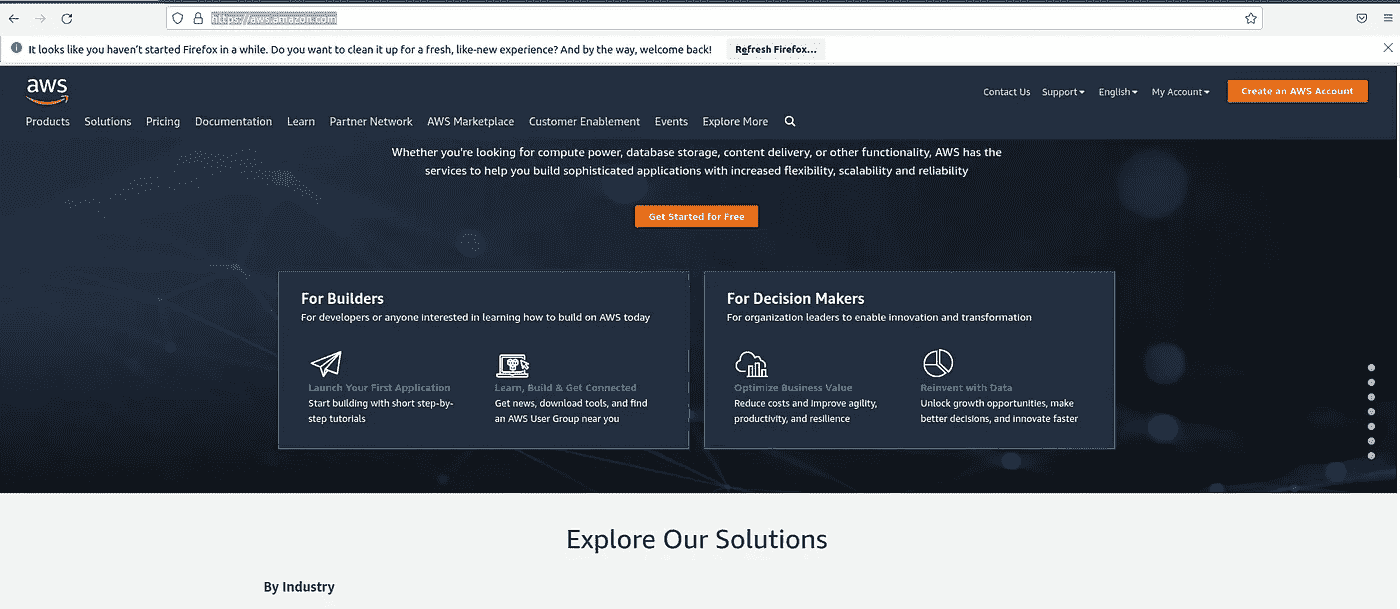 https://aws.amazon.com
It looks like you haven't started Firefox in a while. Do you want to clean it up for a fresh, like-new experience? And by the way, welcome back! Refresh Firefox...
aws
Contact Us Support English My Account Create an AWS Account
Products Solutions Pricing Documentation Learn Partner Network AWS Marketplace Customer Enablement Events Explore More
Whether you're looking for compute power, database storage, content delivery, or other functionality, AWS has the
services to help you build sophisticated applications with increased flexibility, scalability and reliability
Get Started for Free
For Builders
For developers or anyone interested in learning how to build on AWS today
Launch Your First Application
Start building with short step-by-
step tutorials
Learn, Build & Get Connected
Get news, download tools, and find
an AWS User Group near you
For Decision Makers
For organization leaders to enable innovation and transformation
Optimize Business Value
Reduce costs and improve agility,
productivity, and resilience
Reinvent with Data
Unlock growth opportunities, make
better decisions, and innovate faster
Explore Our Solutions
By Industry